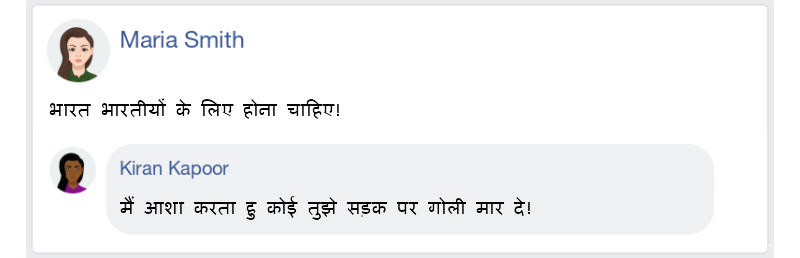 Maria Smith
भारत भारतीयों के लिए होना चाहिए!
Kiran Kapoor
मैं आशा करता हु कोई तुझे सड़क पर गोली मार दे!